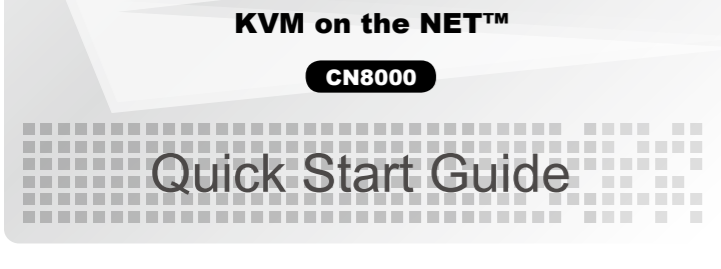 KVM on the NET™
CN8000
Quick Start Guide